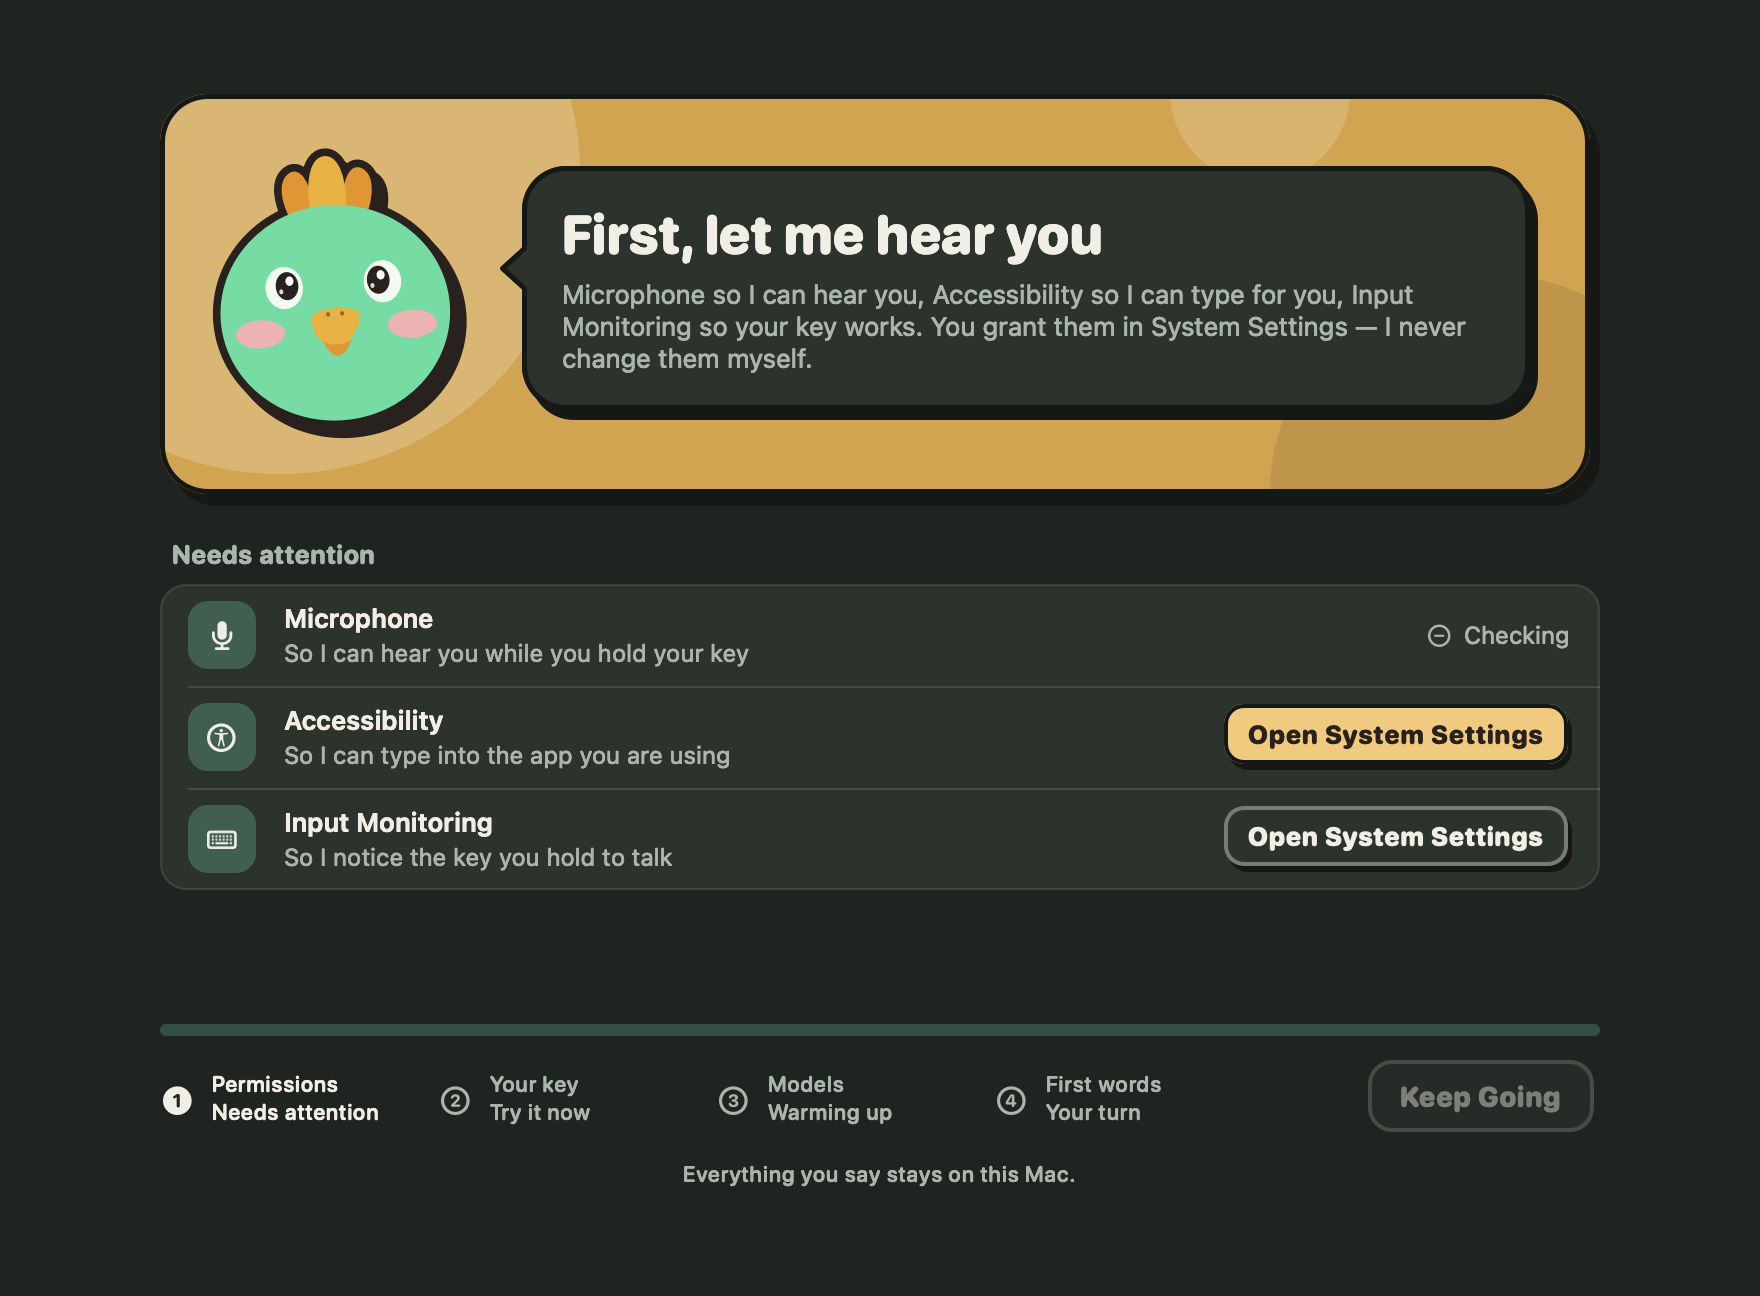 First, let me hear you
Microphone so I can hear you, Accessibility so I can type for you, Input
Monitoring so your key works. You grant them in System Settings — I never
change them myself.
Needs attention
Microphone
So I can hear you while you hold your key
Checking
Accessibility
So I can type into the app you are using
Open System Settings
Input Monitoring
So I notice the key you hold to talk
Open System Settings
1
Permissions
Needs attention
2
Your key
Try it now
3
Models
Warming up
4
First words
Your turn
Keep Going
Everything you say stays on this Mac.